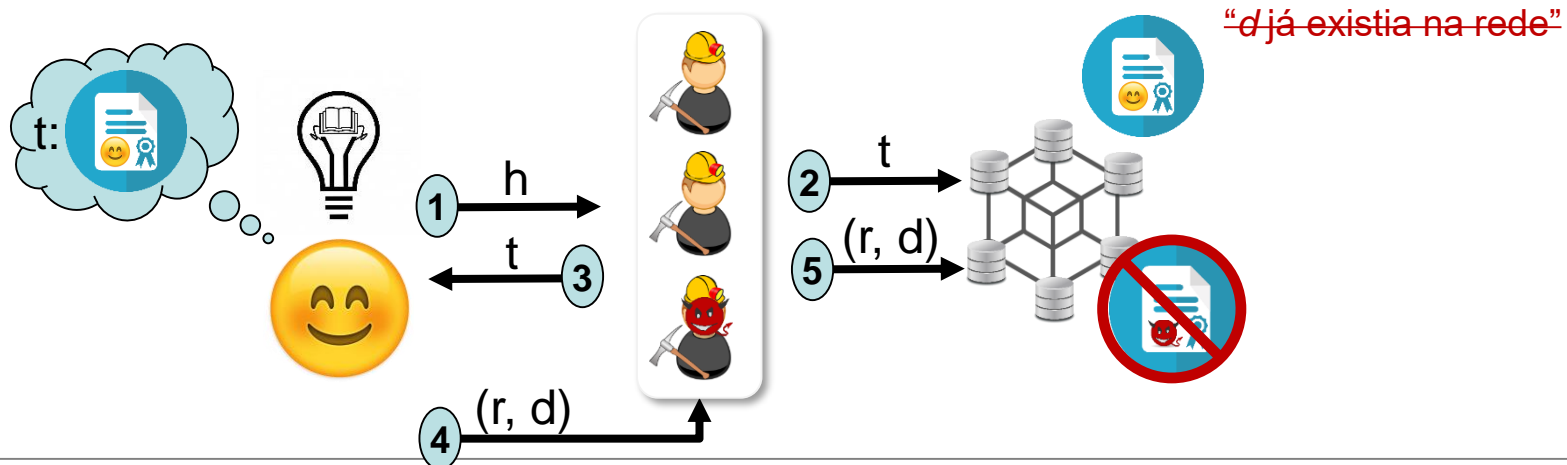 “d já existia na rede”
t:
1 h
3 t
2 t
5 (r, d)
4 (r, d)